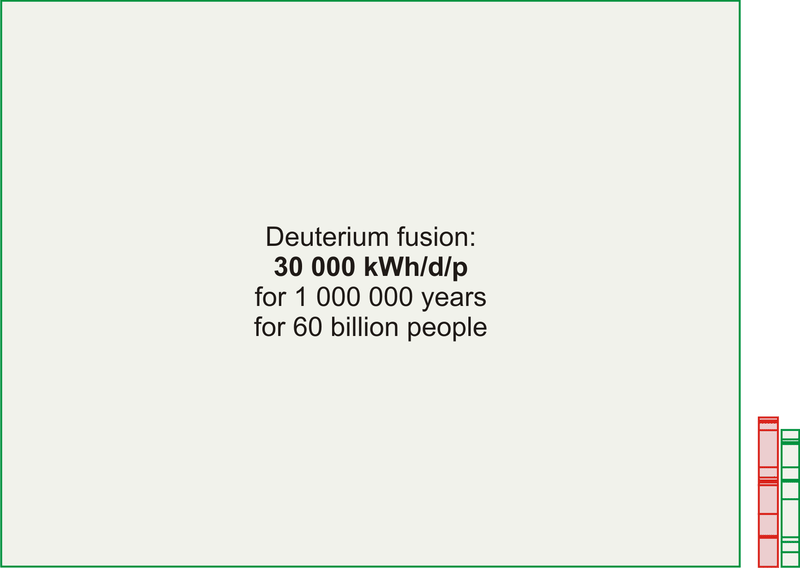 Deuterium fusion:
30 000 kWh/d/p
for 1 000 000 years
for 60 billion people